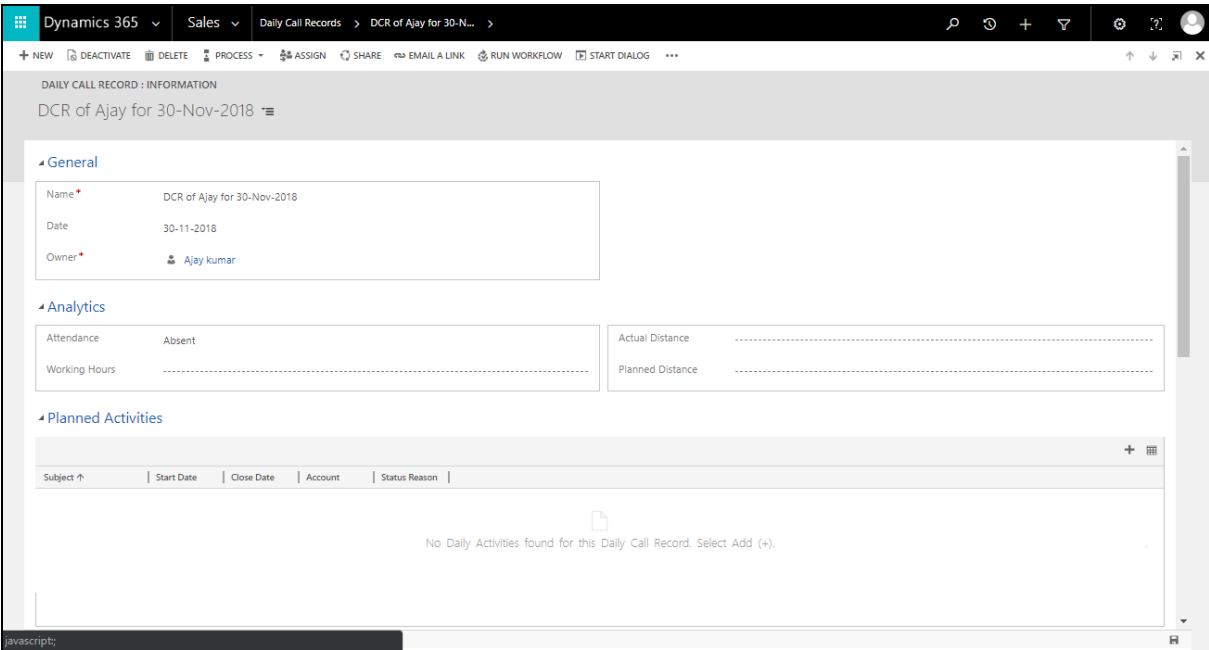 Dynamics 365 Sales Daily Call Records > DCR of Ajay for 30-N... >
+ NEW DEACTIVATE DELETE PROCESS ASSIGN SHARE EMAIL A LINK RUN WORKFLOW START DIALOG ...
DAILY CALL RECORD : INFORMATION
DCR of Ajay for 30-Nov-2018
General
Name* DCR of Ajay for 30-Nov-2018
Date 30-11-2018
Owner* Ajay kumar
Analytics
Attendance Absent Actual Distance
Working Hours Planned Distance
Planned Activities
Subject ↑ Start Date Close Date Account Status Reason
No Daily Activities found for this Daily Call Record. Select Add (+).
javascript:;